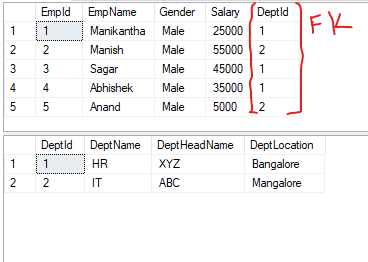 EmpId EmpName Gender Salary DeptId
1 1 Manikantha Male 25000 1
2 2 Manish Male 55000 2
3 3 Sagar Male 45000 1
4 4 Abhishek Male 35000 1
5 5 Anand Male 5000 2
FK
DeptId DeptName DeptHeadName DeptLocation
1 1 HR XYZ Bangalore
2 2 IT ABC Mangalore